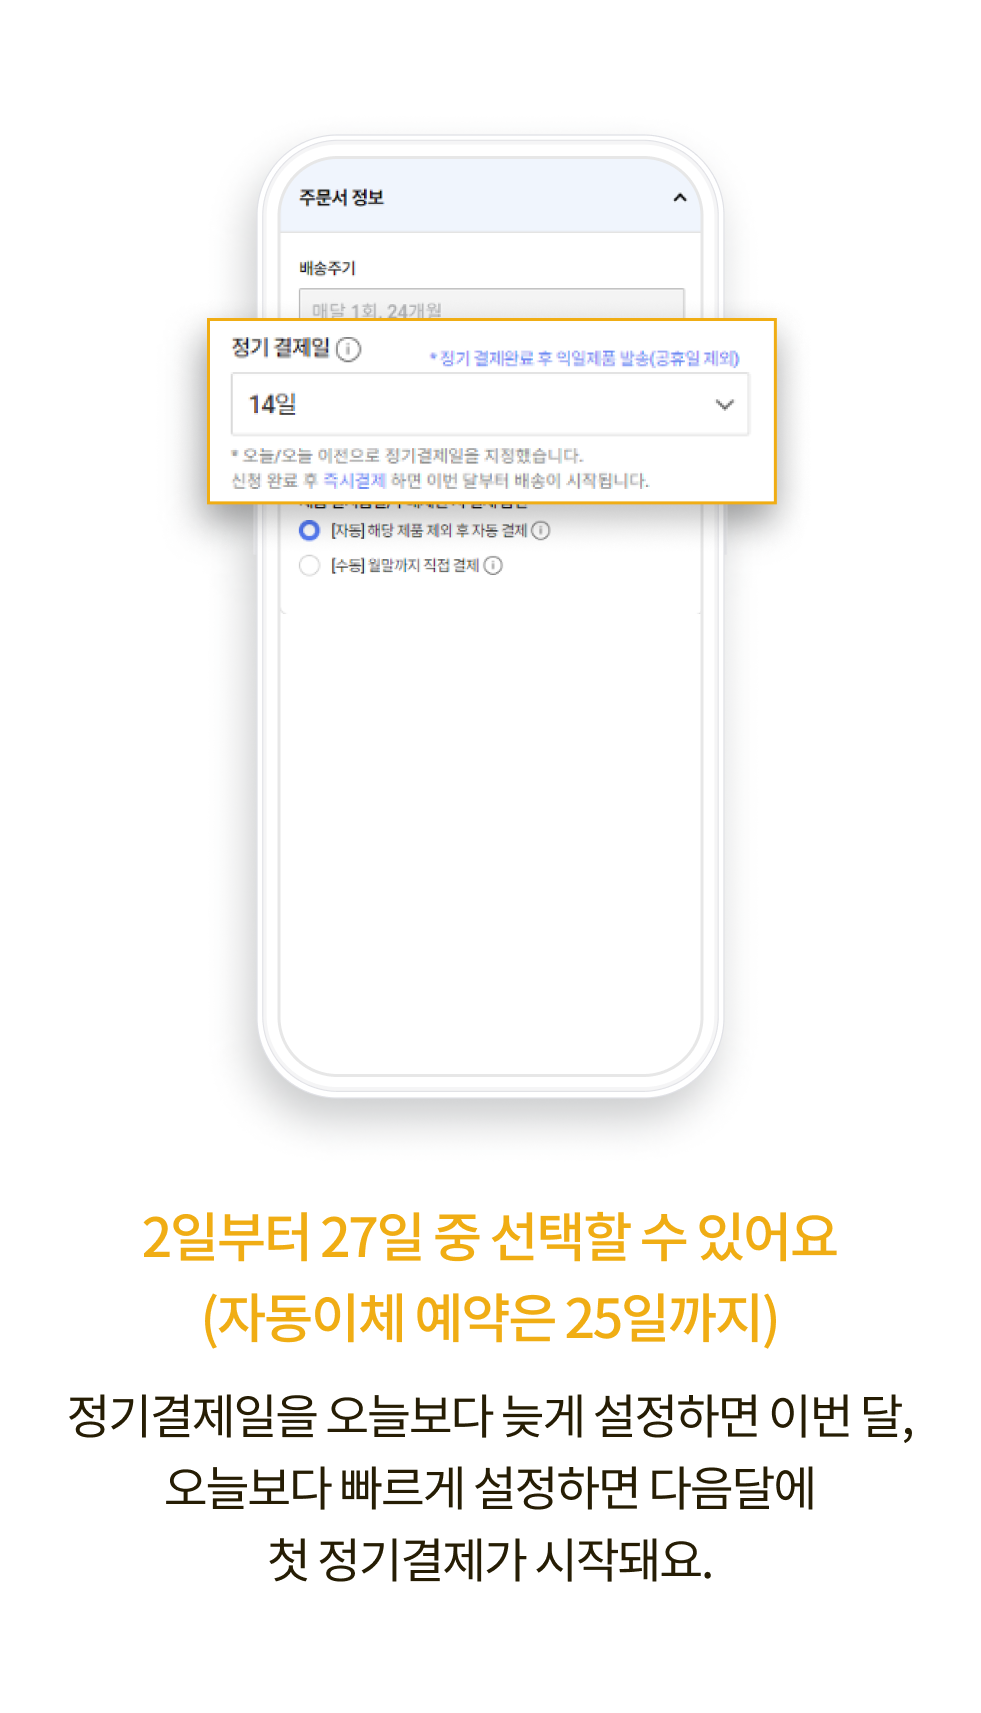 주문서 정보
배송주기
매달 1회, 24개월
정기 결제일
* 정기 결제완료 후 익일제품 발송(공휴일 제외)
14일
* 오늘/오늘 이전으로 정기결제일을 지정했습니다.
신청 완료 후 즉시결제 하면 이번 달부터 배송이 시작됩니다.
[자동] 해당 제품 제외 후 자동 결제
[수동] 월말까지 직접 결제
2일부터 27일 중 선택할 수 있어요
(자동이체 예약은 25일까지)
정기결제일을 오늘보다 늦게 설정하면 이번 달,
오늘보다 빠르게 설정하면 다음달에
첫 정기결제가 시작돼요.